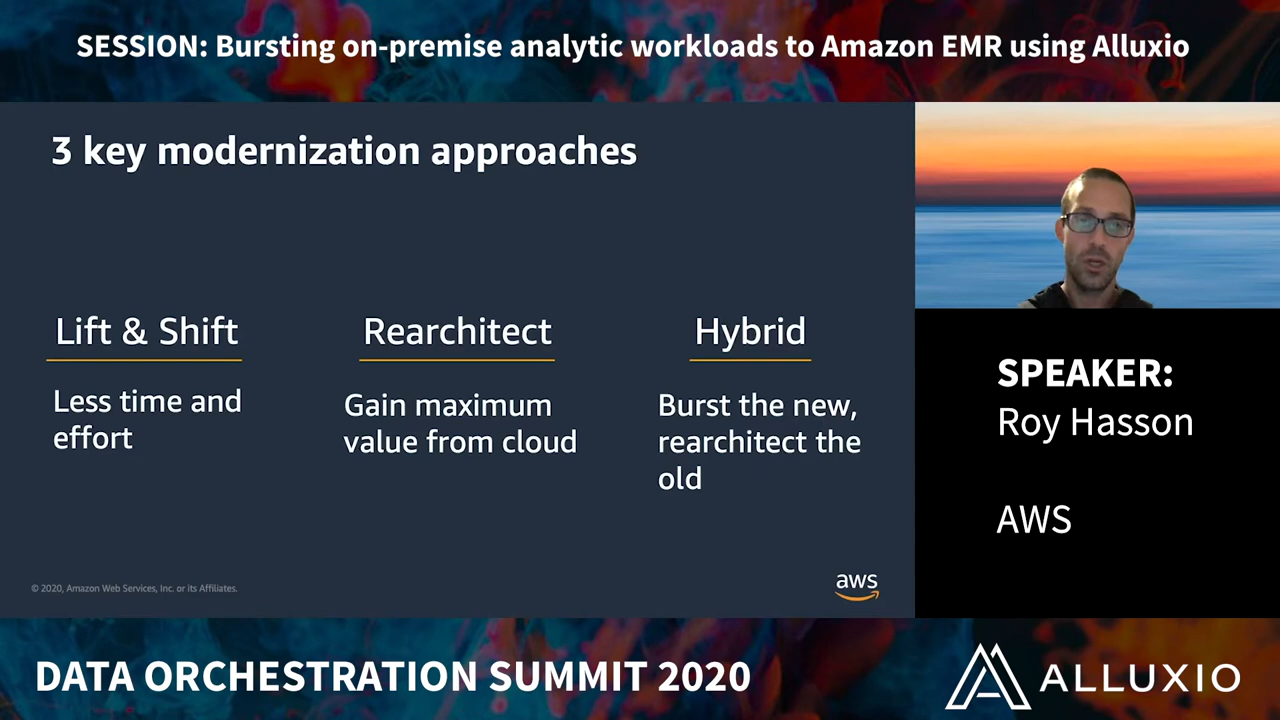 SESSION: Bursting on-premise analytic workloads to Amazon EMR using Alluxio
3 key modernization approaches
Lift & Shift
Less time and
effort
Rearchitect
Gain maximum
value from cloud
Hybrid
Burst the new,
rearchitect the
old
© 2020, Amazon Web Services, Inc. or its Affiliates.
aws
SPEAKER:
Roy Hasson
AWS
DATA ORCHESTRATION SUMMIT 2020
ALLUXIO